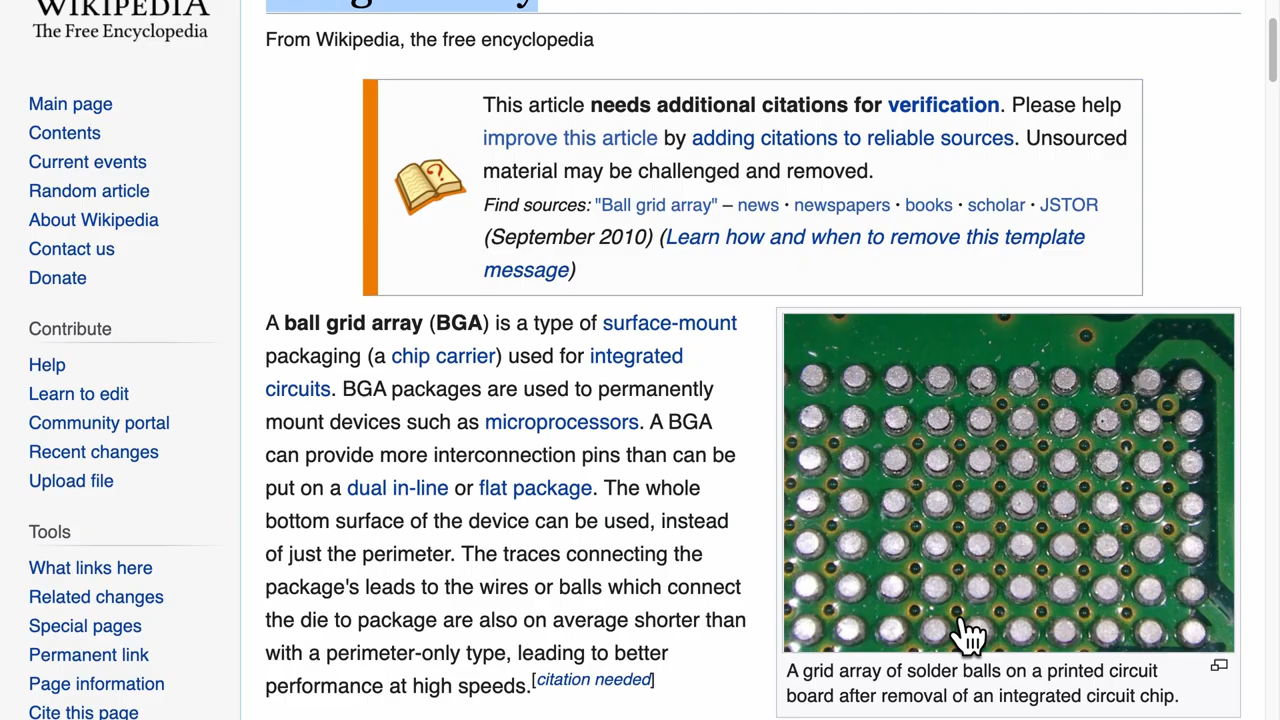 WIKIPEDIA
The Free Encyclopedia
Main page
Contents
Current events
Random article
About Wikipedia
Contact us
Donate
Contribute
Help
Learn to edit
Community portal
Recent changes
Upload file
Tools
What links here
Related changes
Special pages
Permanent link
Page information
Cite this page
From Wikipedia, the free encyclopedia
This article needs additional citations for verification. Please help
improve this article by adding citations to reliable sources. Unsourced
material may be challenged and removed.
Find sources: "Ball grid array" – news · newspapers · books · scholar · JSTOR
(September 2010) (Learn how and when to remove this template
message)
A ball grid array (BGA) is a type of surface-mount
packaging (a chip carrier) used for integrated
circuits. BGA packages are used to permanently
mount devices such as microprocessors. A BGA
can provide more interconnection pins than can be
put on a dual in-line or flat package. The whole
bottom surface of the device can be used, instead
of just the perimeter. The traces connecting the
package's leads to the wires or balls which connect
the die to package are also on average shorter than
with a perimeter-only type, leading to better
performance at high speeds.[citation needed]
A grid array of solder balls on a printed circuit
board after removal of an integrated circuit chip.